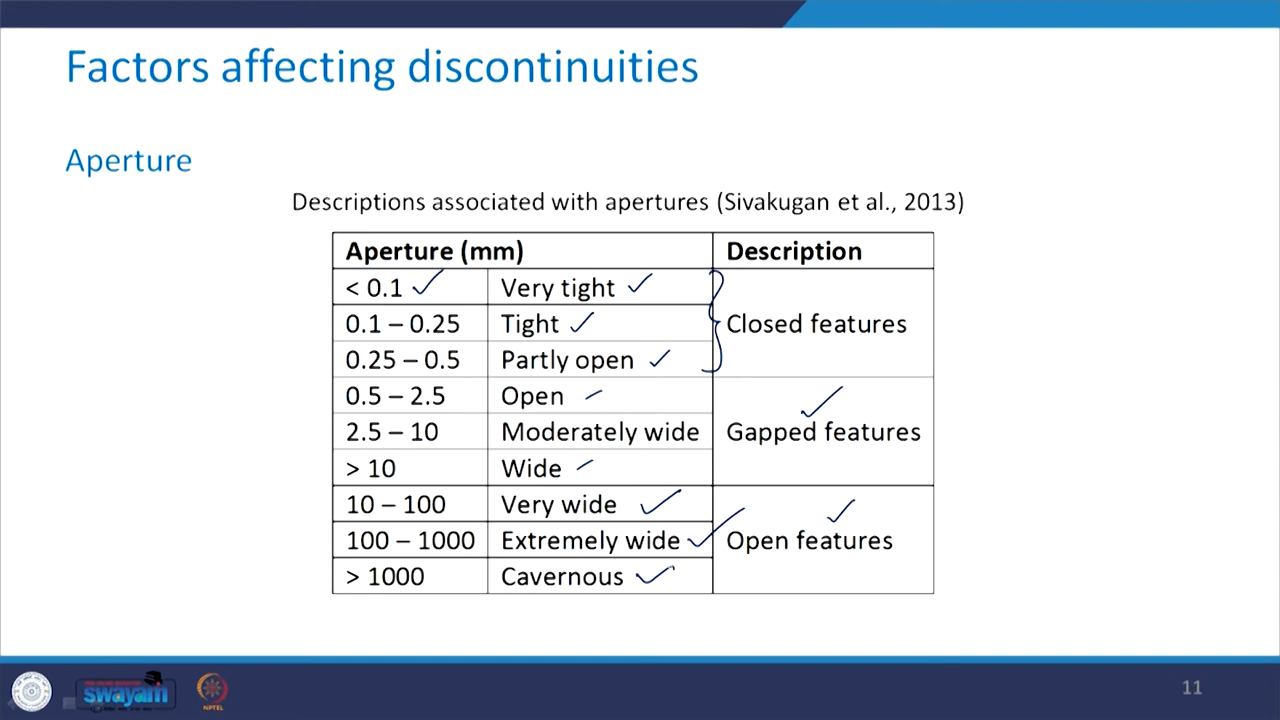 Factors affecting discontinuities
Aperture
Descriptions associated with apertures (Sivakugan et al., 2013)
Aperture (mm) Description
< 0.1 Very tight
0.1 – 0.25 Tight Closed features
0.25 – 0.5 Partly open
0.5 – 2.5 Open
2.5 – 10 Moderately wide Gapped features
> 10 Wide
10 – 100 Very wide
100 – 1000 Extremely wide Open features
> 1000 Cavernous
swayam
NPTEL
11